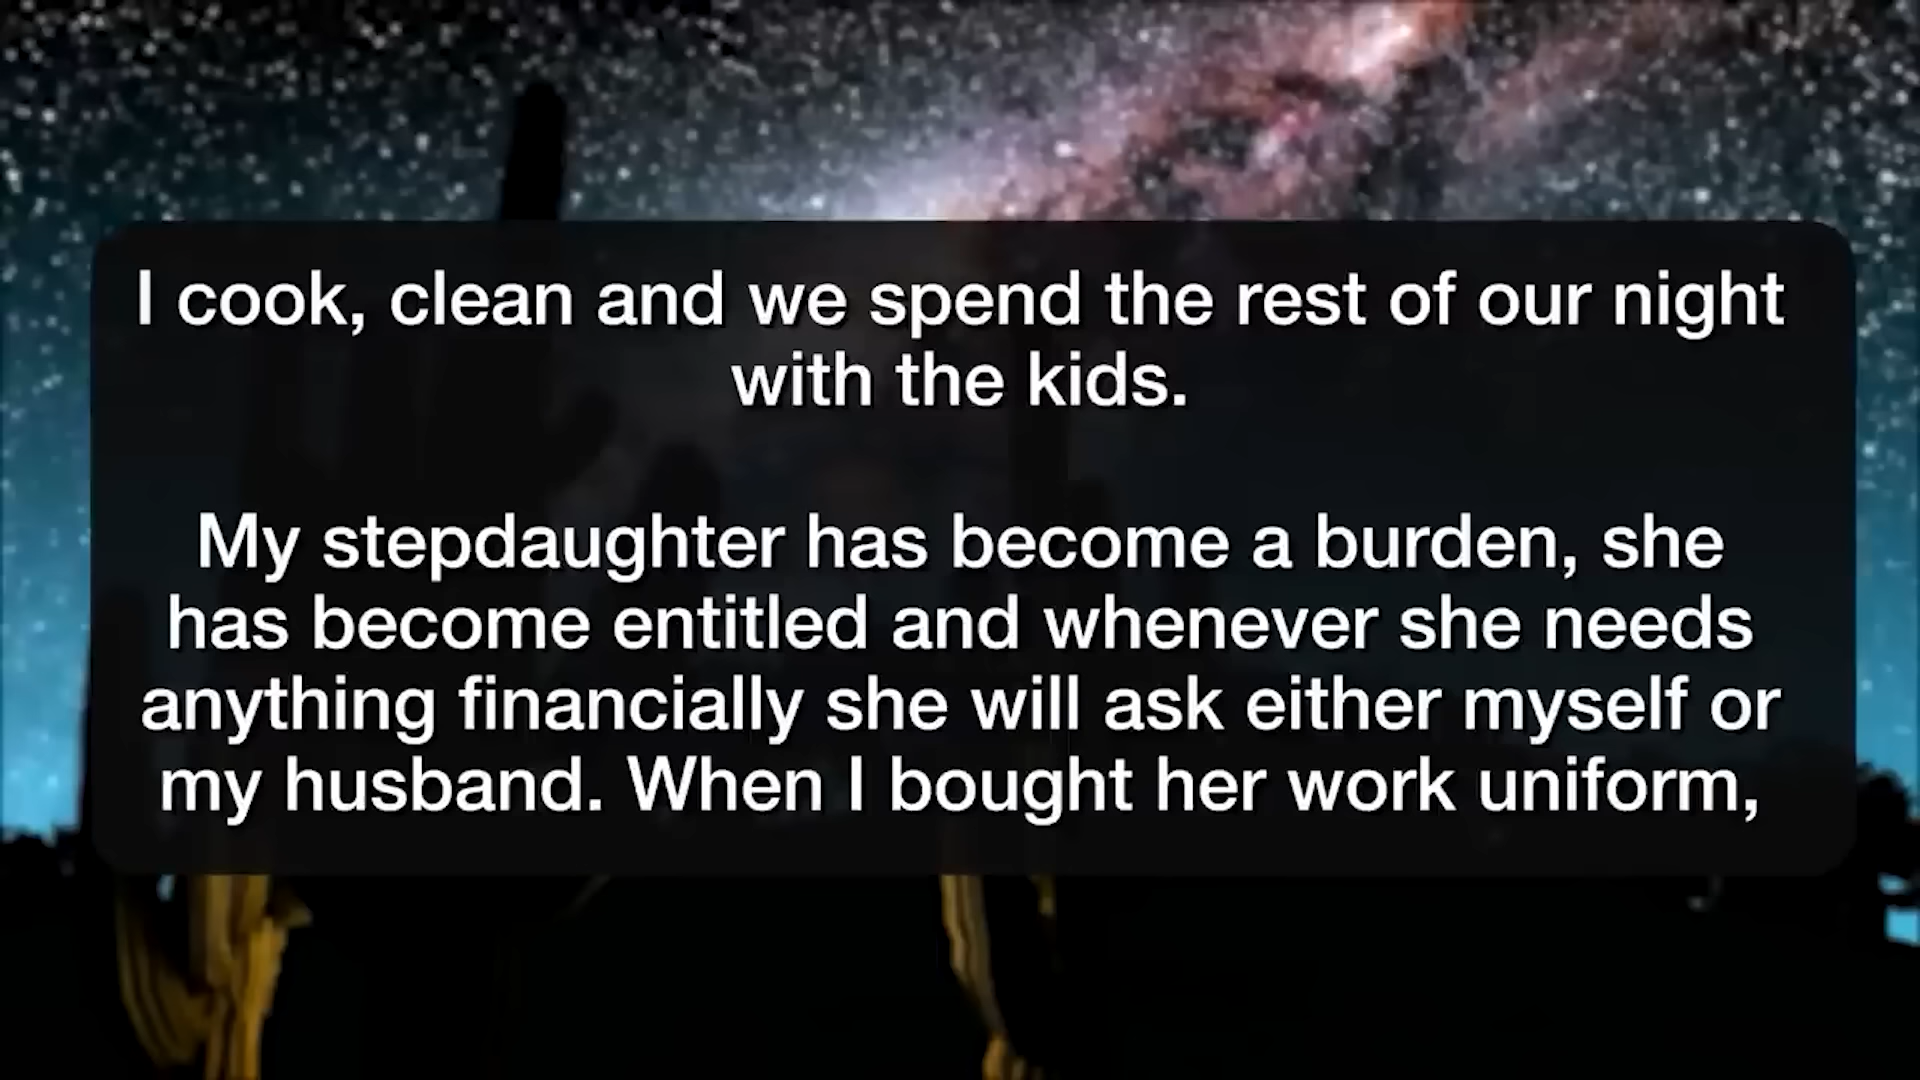 I cook, clean and we spend the rest of our night
with the kids.
My stepdaughter has become a burden, she
has become entitled and whenever she needs
anything financially she will ask either myself or
my husband. When I bought her work uniform,